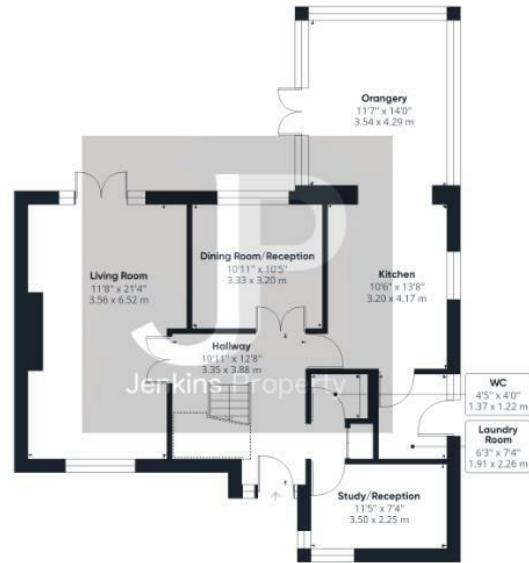 Orangery
11'7" x 14'0"
3.54 x 4.29 m
JP
Dining Room/Reception
10'11" x 10'5"
3.33 x 3.20 m
Living Room
11'8" x 21'4"
3.56 x 6.52 m
Kitchen
10'6" x 13'8"
3.20 x 4.17 m
Hallway
10'11" x 12'8"
3.35 x 3.88 m
Jenkins Property
WC
4'5" x 4'0"
1.37 x 1.22 m
Laundry
Room
6'3" x 7'4"
1.91 x 2.26 m
Study/Reception
11'5" x 7'4"
3.50 x 2.25 m